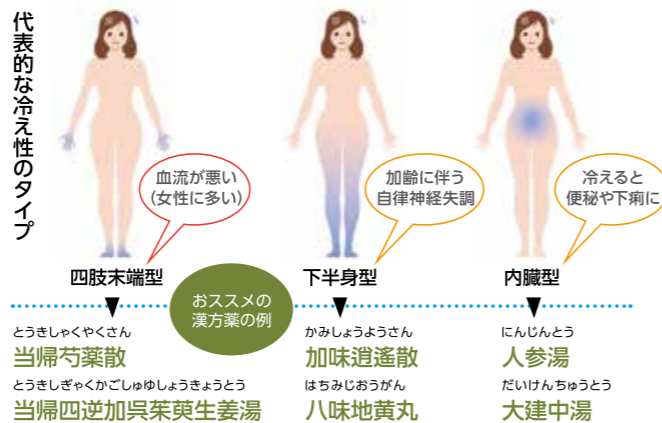 代表的な冷え性のタイプ
血流が悪い
(女性に多い)
加齢に伴う
自律神経失調
冷えると
便秘や下痢に
四肢末端型
下半身型
内臓型
おススメの
漢方薬の例
とうきしゃくやくさん
当帰芍薬散
とうきしぎゃくかごしゅゆしょうきょうとう
当帰四逆加呉茱萸生姜湯
かみしょうようさん
加味逍遙散
はちみじおうがん
八味地黄丸
にんじんとう
人参湯
だいけんちゅうとう
大建中湯